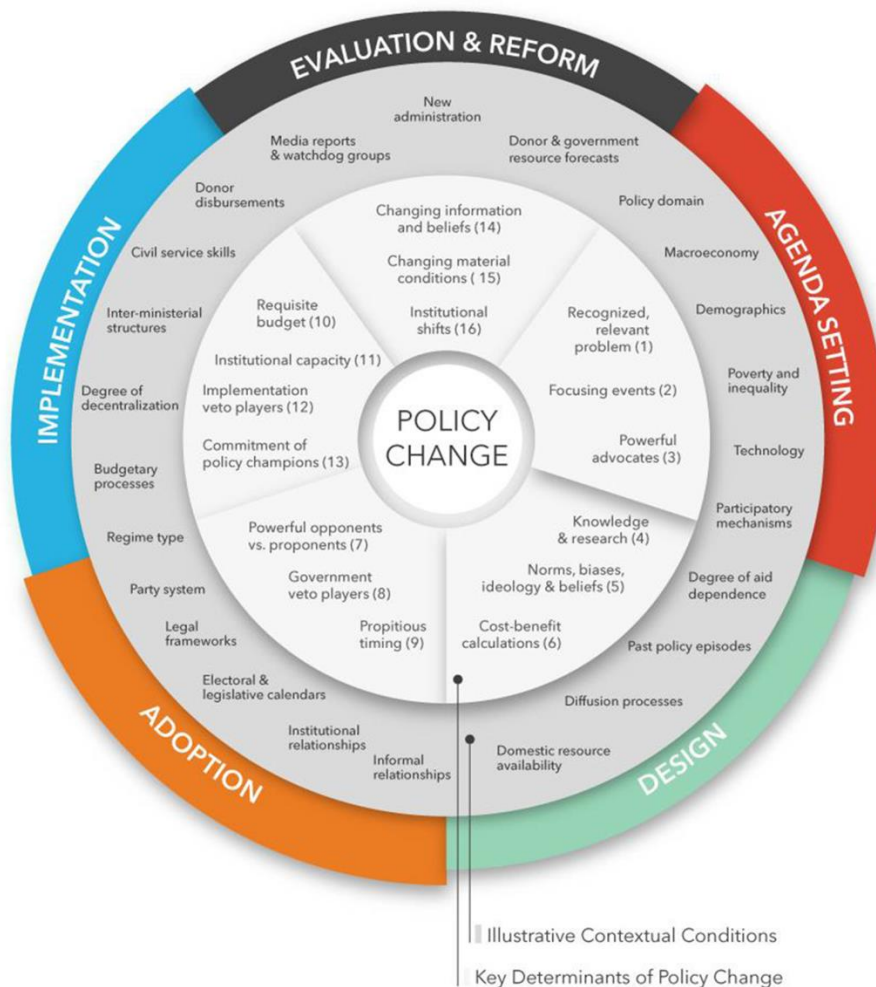 EVALUATION & REFORM
AGENDA SETTING
DESIGN
ADOPTION
IMPLEMENTATION
New
administration
Donor & government
resource forecasts
Policy domain
Macroeconomy
Demographics
Poverty and
inequality
Technology
Participatory
mechanisms
Degree of aid
dependence
Past policy episodes
Diffusion processes
Domestic resource
availability
Informal
relationships
Institutional
relationships
Electoral &
legislative calendars
Legal
frameworks
Party system
Regime type
Budgetary
processes
Degree of
decentralization
Inter-ministerial
structures
Civil service skills
Donor
disbursements
Media reports
& watchdog groups
Changing information
and beliefs (14)
Changing material
conditions ( 15)
Institutional
shifts (16)
Recognized,
relevant
problem (1)
Focusing events (2)
Powerful
advocates (3)
Knowledge
& research (4)
Norms, biases,
ideology & beliefs (5)
Cost-benefit
calculations (6)
Powerful opponents
vs. proponents (7)
Government
veto players (8)
Propitious
timing (9)
Requisite
budget (10)
Institutional capacity (11)
Implementation
veto players (12)
Commitment of
policy champions (13)
POLICY
CHANGE
Illustrative Contextual Conditions
Key Determinants of Policy Change